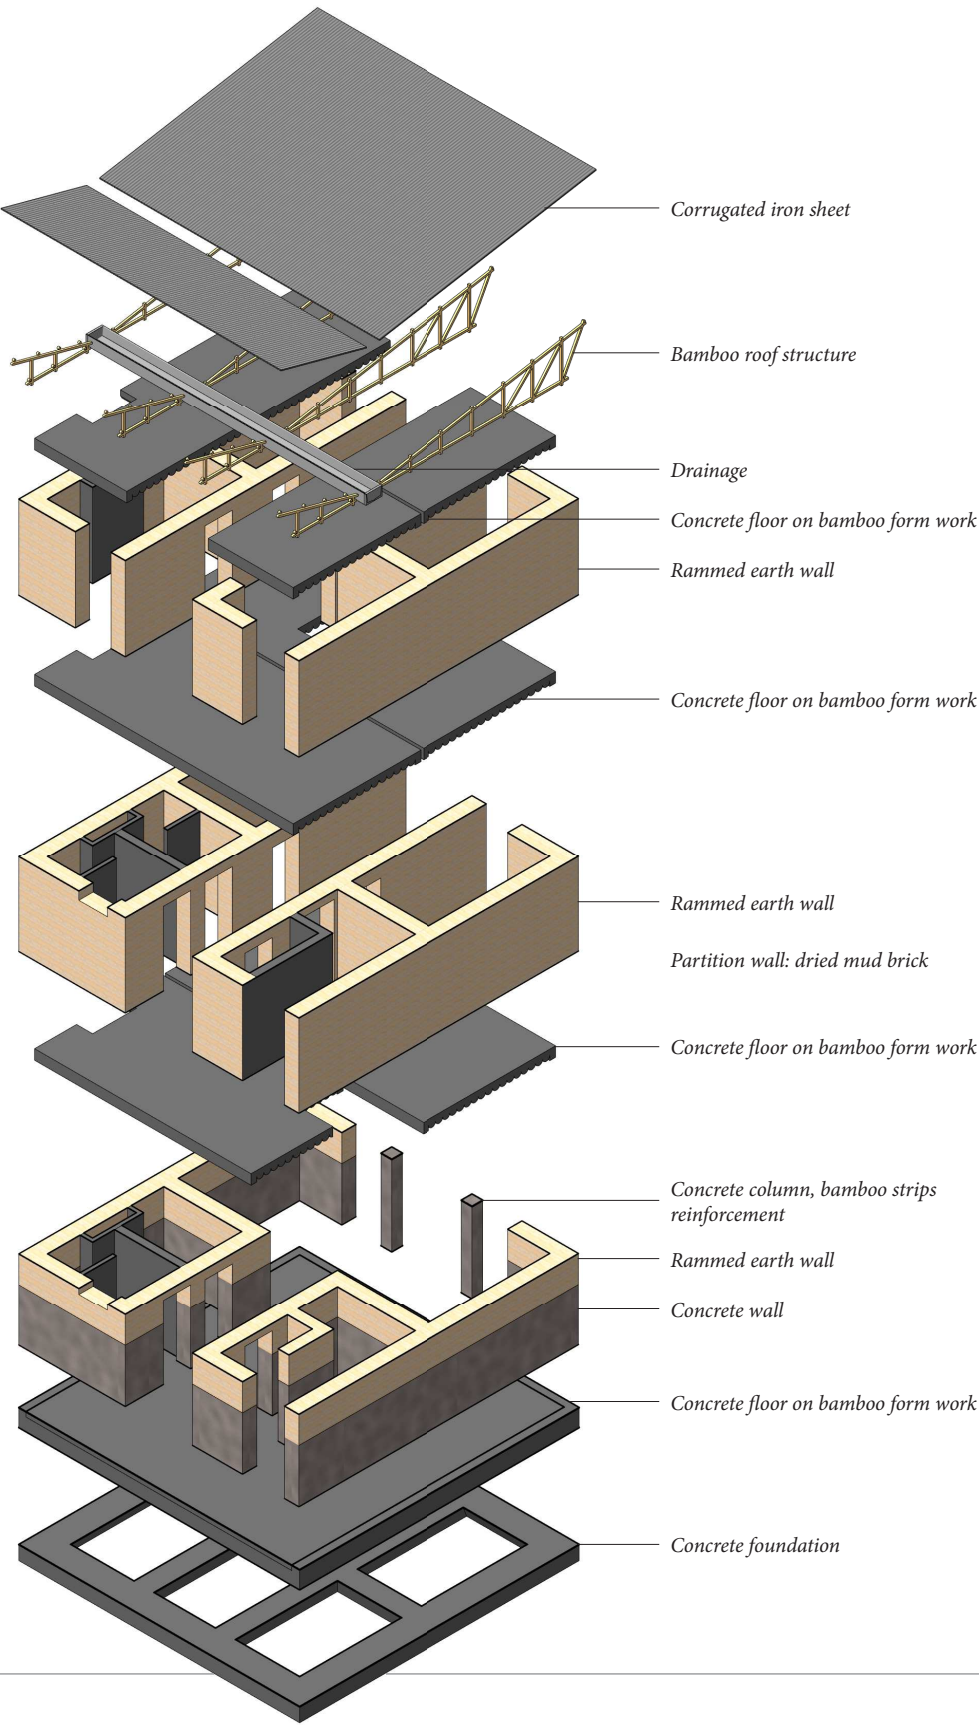 Corrugated iron sheet
Bamboo roof structure
Drainage
Concrete floor on bamboo form work
Rammed earth wall
Concrete floor on bamboo form work
Rammed earth wall
Partition wall: dried mud brick
Concrete floor on bamboo form work
Concrete column, bamboo strips
reinforcement
Rammed earth wall
Concrete wall
Concrete floor on bamboo form work
Concrete foundation